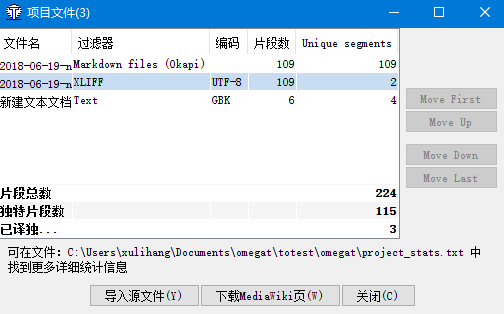 项目文件(3)
文件名 过滤器 编码 片段数 Unique segments
2018-06-19-n Markdown files (Okapi) 109 109
2018-06-19-n XLIFF UTF-8 109 2
新建文本文档 Text GBK 6 4
片段总数 224
独特片段数 115
已译独... 3
Move First
Move Up
Move Down
Move Last
可在文件：C:\Users\xulihang\Documents\omegat\totest\omegat\project_stats.txt 中
找到更多详细统计信息
导入源文件(Y) 下载MediaWiki页(W) 关闭(C)